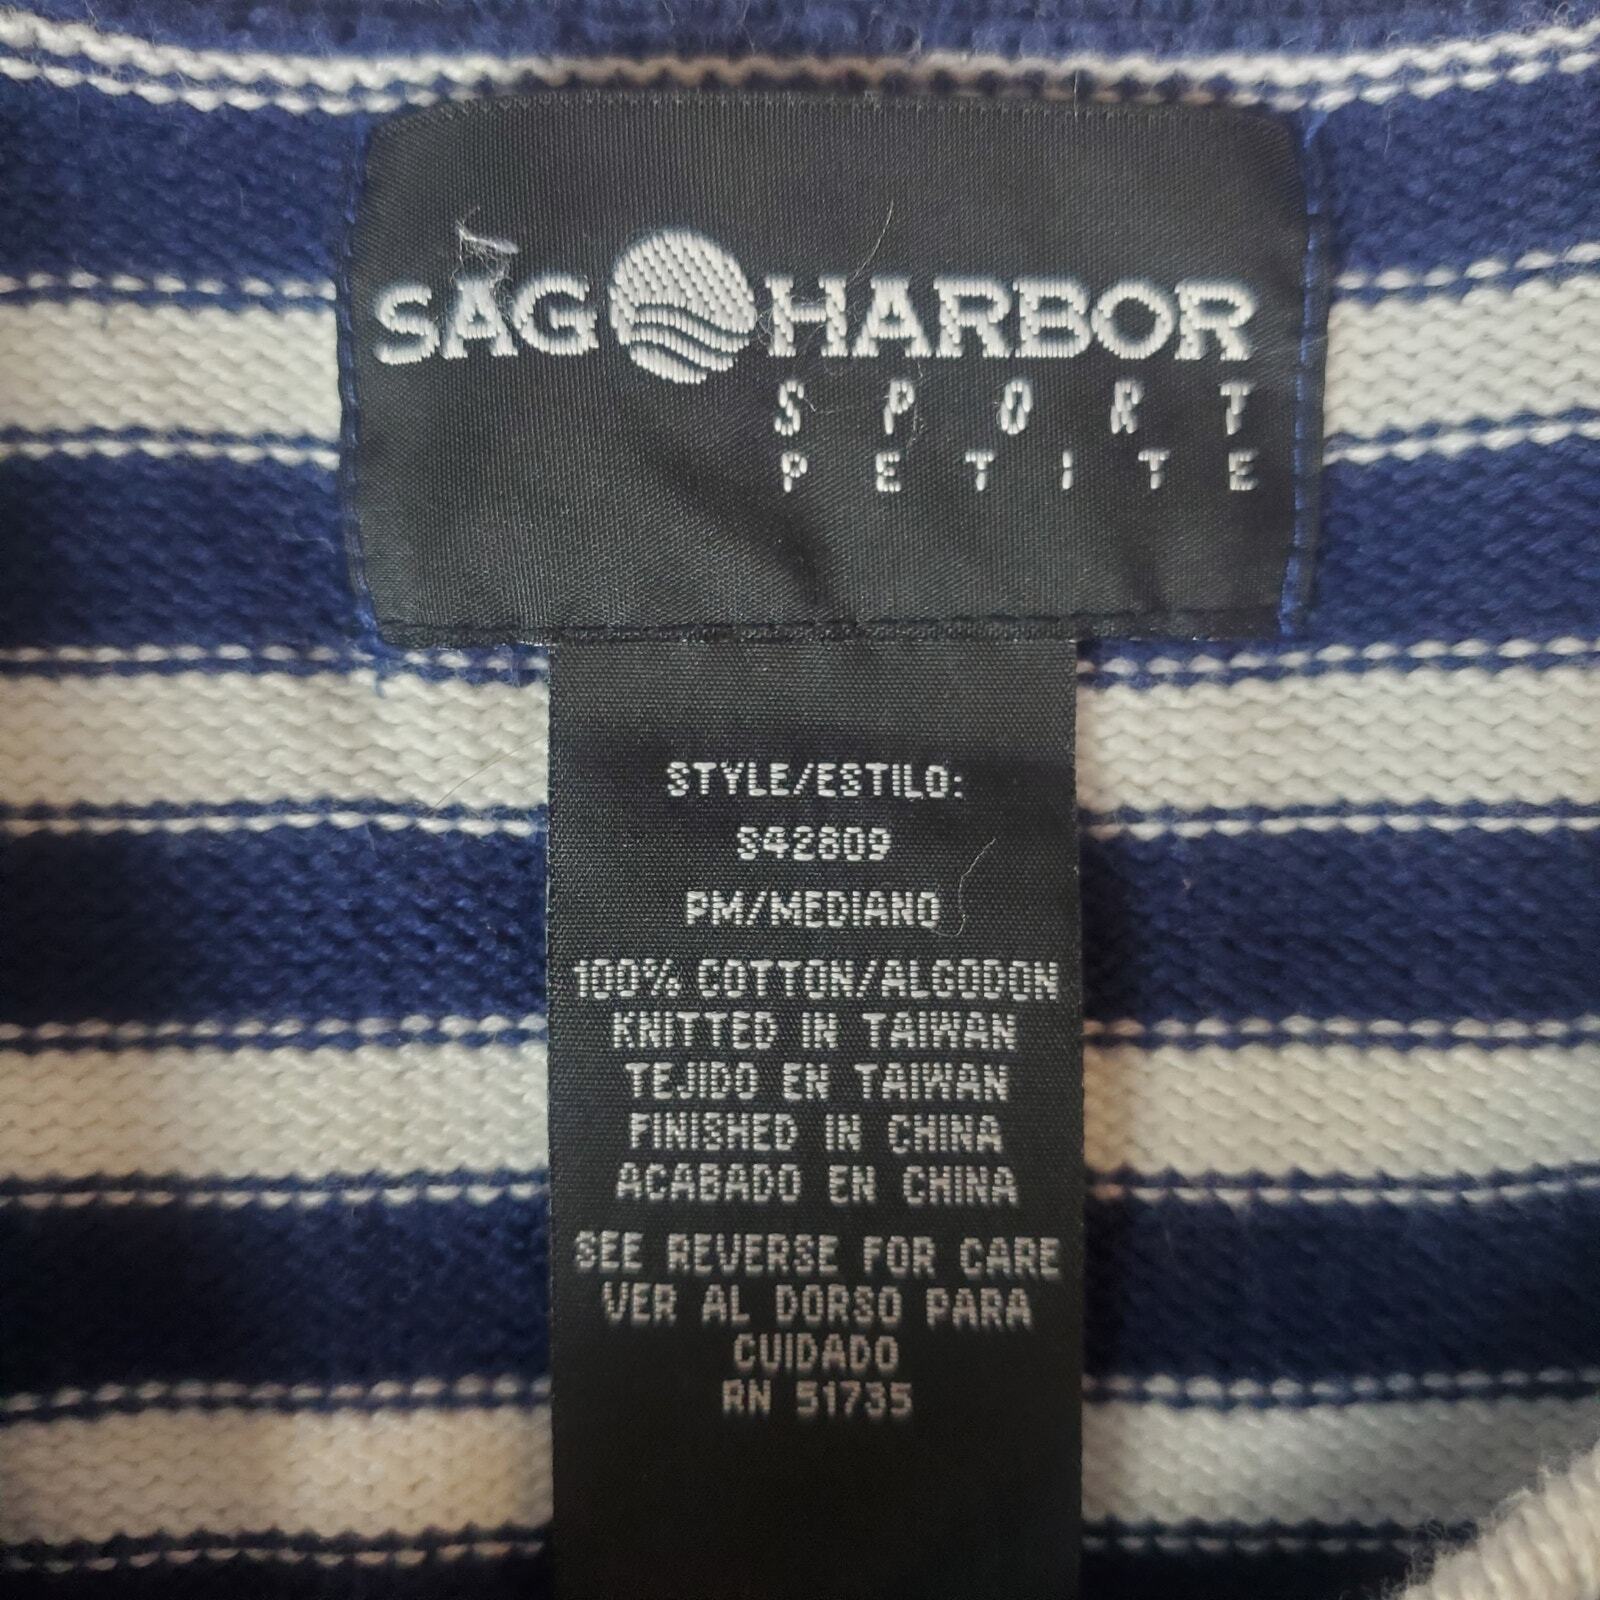 SAG HARBOR
SPORT
PETITE
STYLE/ESTILO:
S42809
PM/MEDIANO
100% COTTON/ALGODON
KNITTED IN TAIWAN
TEJIDO EN TAIWAN
FINISHED IN CHINA
ACABADO EN CHINA
SEE REVERSE FOR CARE
VER AL DORSO PARA
CUIDADO
RN 51735